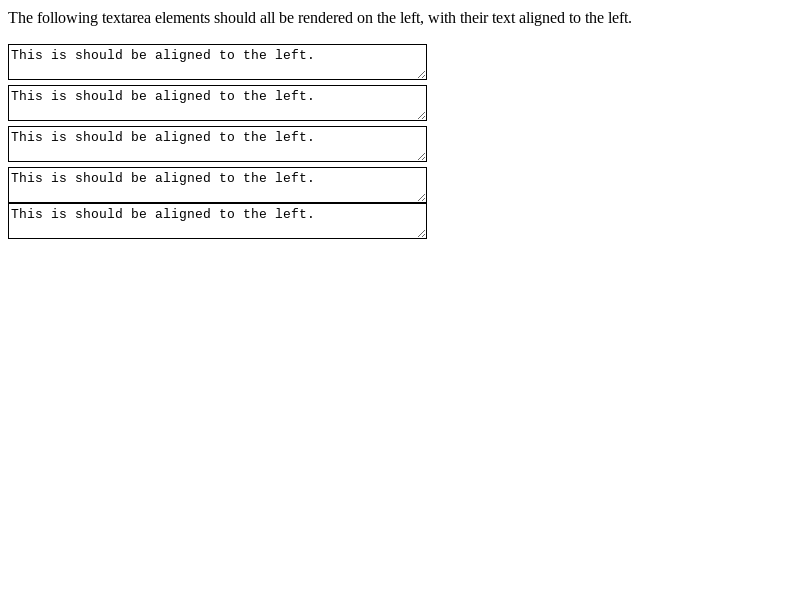 The following textarea elements should all be rendered on the left, with their text aligned to the left.
This is should be aligned to the left.
This is should be aligned to the left.
This is should be aligned to the left.
This is should be aligned to the left.
This is should be aligned to the left.